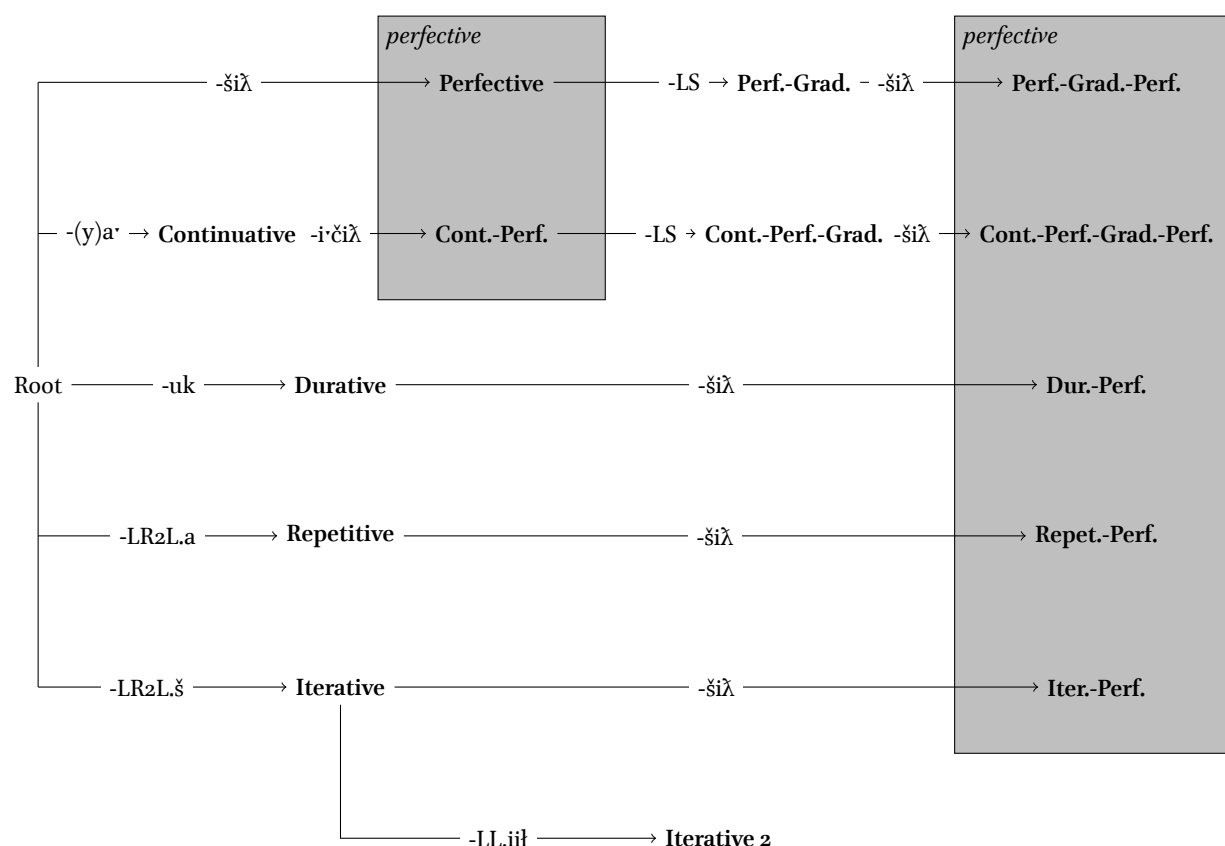 perfective perfective
-šiƛ Perfective -LS Perf.-Grad. -šiƛ Perf.-Grad.-Perf.
-(y)aˑ Continuative -iˑčiƛ Cont.-Perf. -LS Cont.-Perf.-Grad. -šiƛ Cont.-Perf.-Grad.-Perf.
Root -uk Durative -šiƛ Dur.-Perf.
-LR2L.a Repetitive -šiƛ Repet.-Perf.
-LR2L.š Iterative -šiƛ Iter.-Perf.
Iterative 2